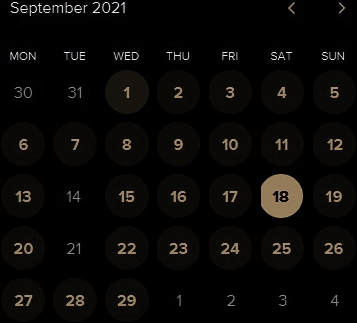 September 2021
MON TUE WED THU FRI SAT SUN
30 31 1 2 3 4 5
6 7 8 9 10 11 12
13 14 15 16 17 18 19
20 21 22 23 24 25 26
27 28 29 1 2 3 4